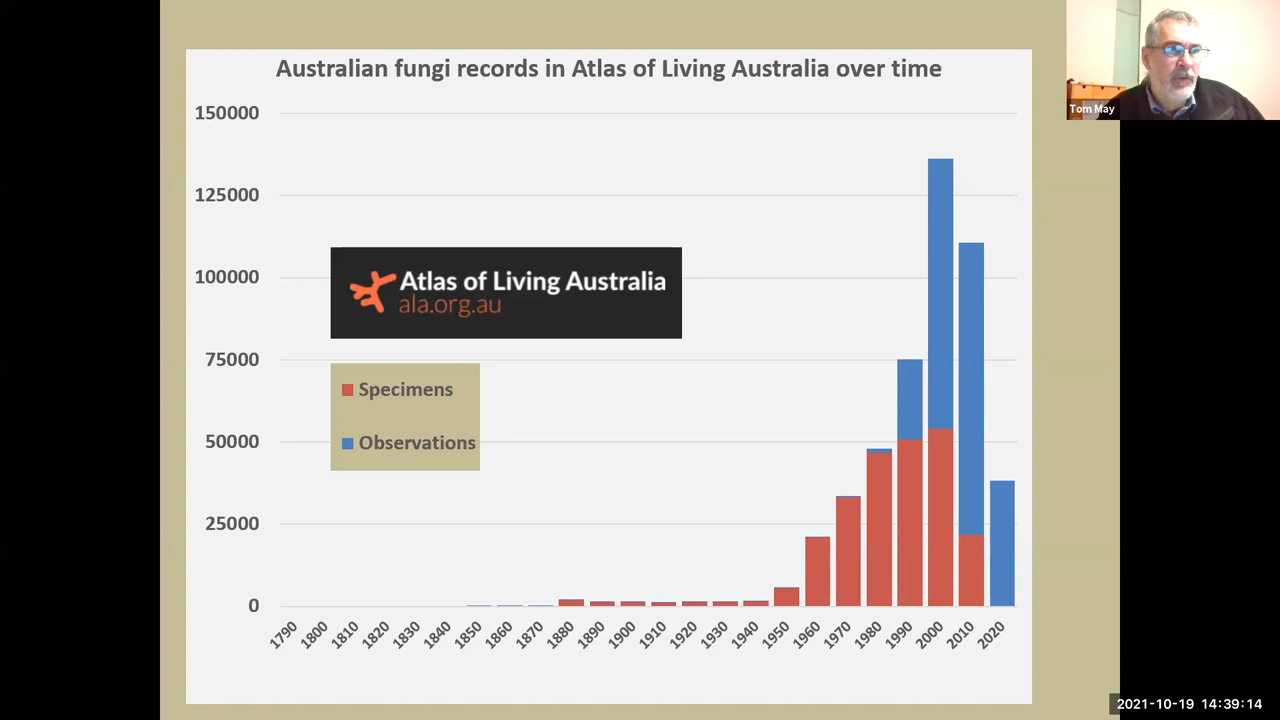 Australian fungi records in Atlas of Living Australia over time
Tom May
150000
125000
100000
75000
50000
25000
0
Atlas of Living Australia
ala.org.au
Specimens
Observations
1790 1800 1810 1820 1830 1840 1850 1860 1870 1880 1890 1900 1910 1920 1930 1940 1950 1960 1970 1980 1990 2000 2010 2020
2021-10-19 14:39:14